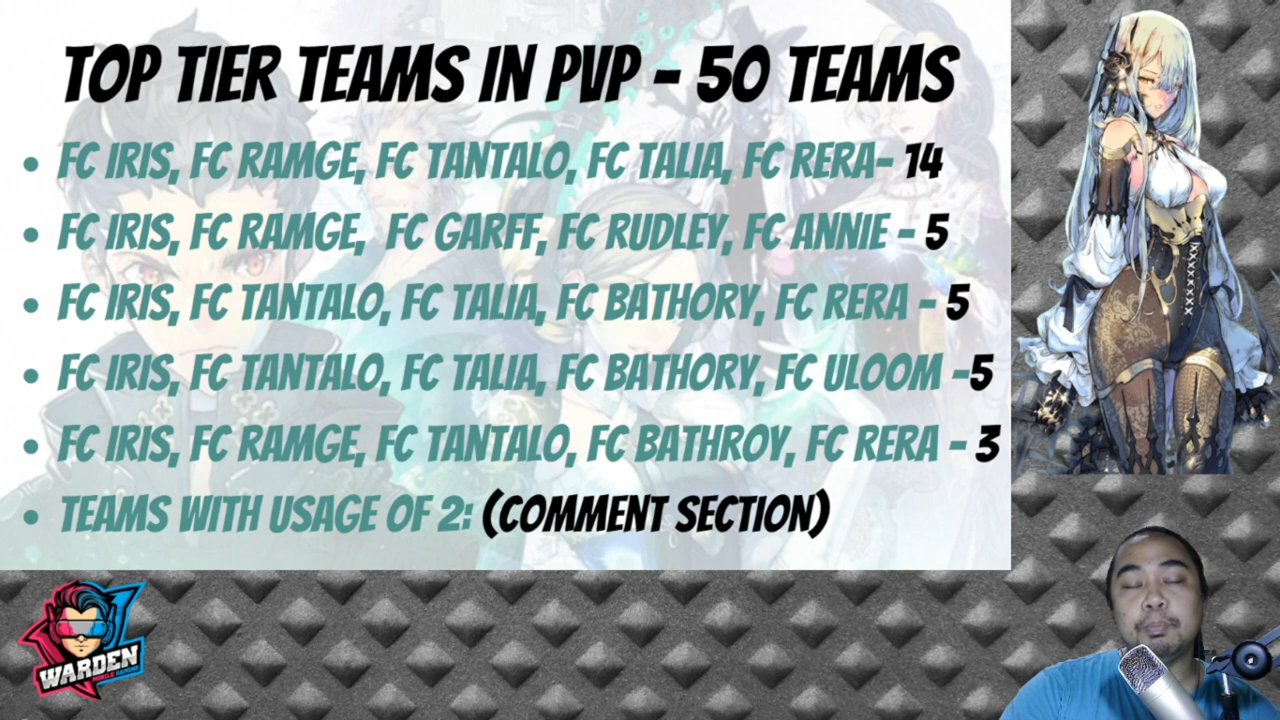 TOP TIER TEAMS IN PVP - 50 TEAMS
• FC IRIS, FC RAMGE, FC TANTALO, FC TALIA, FC RERA- 14
• FC IRIS, FC RAMGE, FC GARFF, FC RUDLEY, FC ANNIE - 5
• FC IRIS, FC TANTALO, FC TALIA, FC BATHORY, FC RERA - 5
• FC IRIS, FC TANTALO, FC TALIA, FC BATHORY, FC ULOOM -5
• FC IRIS, FC RAMGE, FC TANTALO, FC BATHROY, FC RERA - 3
• TEAMS WITH USAGE OF 2: (COMMENT SECTION)
WARDEN
MOBILE GAMING